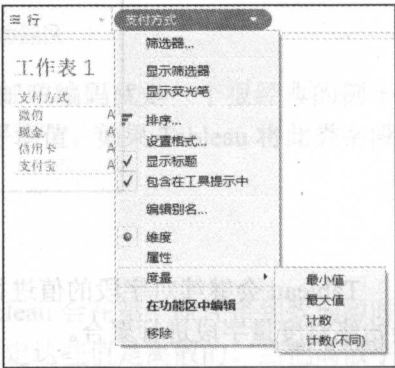 行
支付方式
工作表 1
支付方式
微信
现金
信用卡
支付宝
筛选器...
显示筛选器
显示荧光笔
排序...
设置格式...
显示标题
包含在工具提示中
编辑别名...
维度
属性
度量
在功能区中编辑
移除
最小值
最大值
计数
计数(不同)